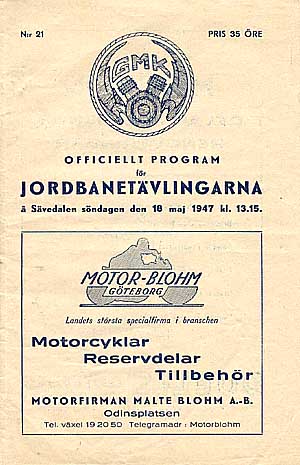 Nir 21 PRIS 35 ÖRE
GMK
OFFICIELLT PROGRAM
för
JORDBANETÄVLINGARNA
å Sävedalen söndagen den 18 maj 1947 kl. 13.15.
MOTOR-BLOHM
GÖTEBORG
Landets största specialfirma i branschen
Motorcyklar
Reservdelar
Tillbehör
MOTORFIRMAN MALTE BLOHM A.-B.
Odinsplatsen
Tel. växel 19 20 50 Telegramadr : Motorblohm